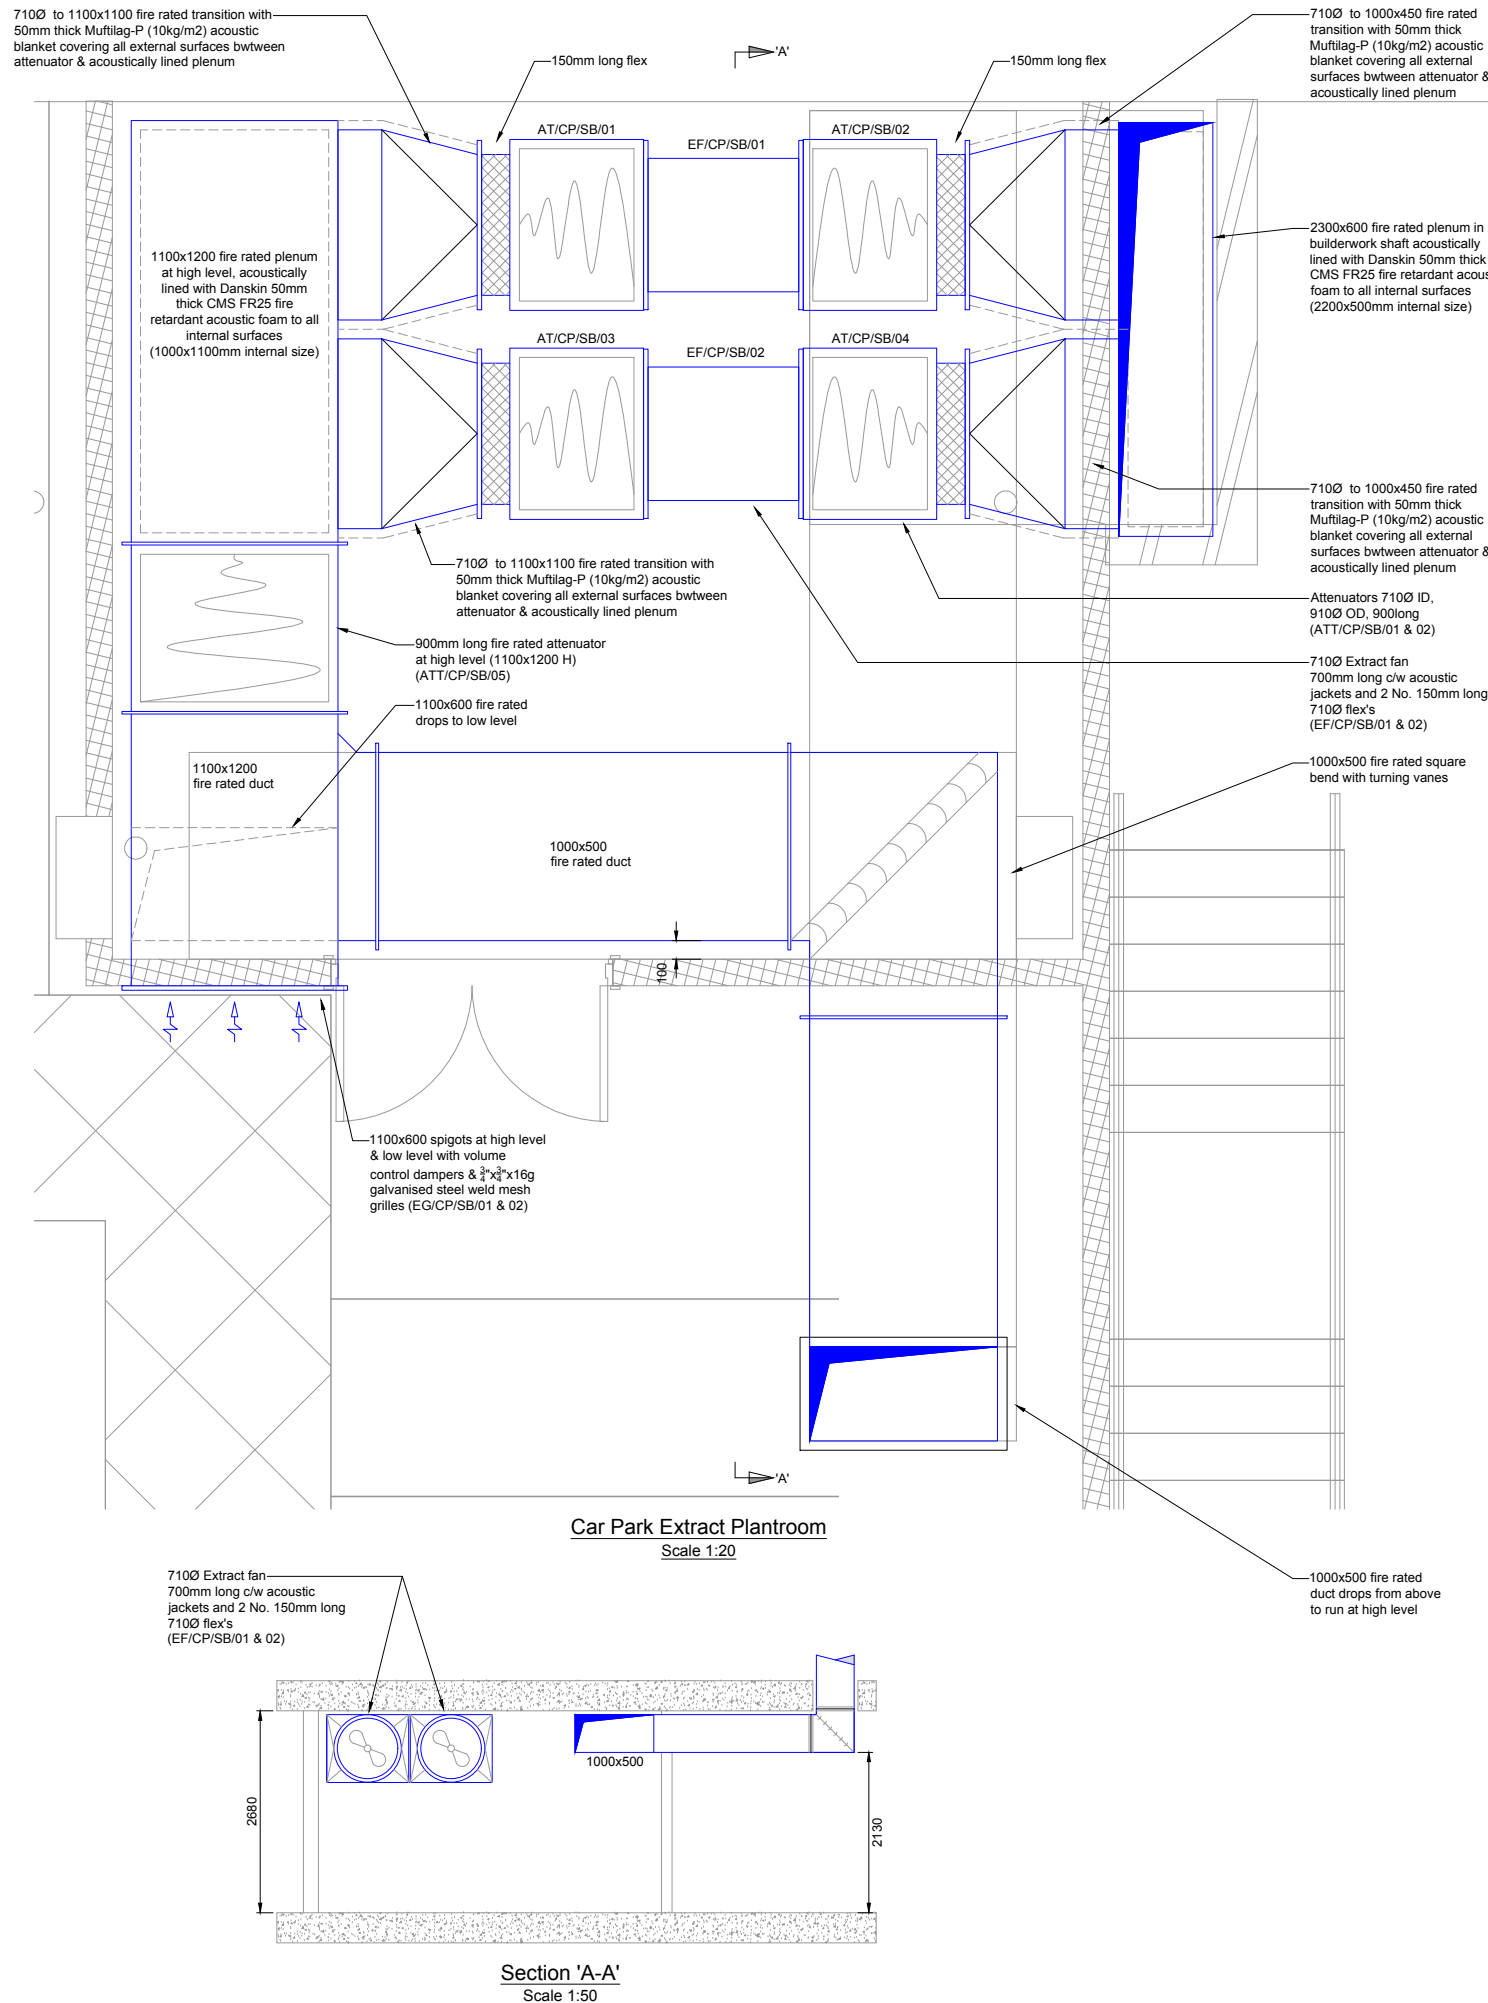 710Ø to 1100x1100 fire rated transition with
50mm thick Muftilag-P (10kg/m2) acoustic
blanket covering all external surfaces bwtween
attenuator & acoustically lined plenum
150mm long flex
'A'
150mm long flex
710Ø to 1000x450 fire rated
transition with 50mm thick
Muftilag-P (10kg/m2) acoustic
blanket covering all external
surfaces bwtween attenuator &
acoustically lined plenum
AT/CP/SB/01
EF/CP/SB/01
AT/CP/SB/02
1100x1200 fire rated plenum
at high level, acoustically
lined with Danskin 50mm
thick CMS FR25 fire
retardant acoustic foam to all
internal surfaces
(1000x1100mm internal size)
2300x600 fire rated plenum in
builderwork shaft acoustically
lined with Danskin 50mm thick
CMS FR25 fire retardant
foam to all internal surfaces
(2200x500mm internal size)
AT/CP/SB/03
EF/CP/SB/02
AT/CP/SB/04
710Ø to 1000x450 fire rated
transition with 50mm thick
Muftilag-P (10kg/m2) acoustic
blanket covering all external
surfaces bwtween attenuator &
acoustically lined plenum
710Ø to 1100x1100 fire rated transition with
50mm thick Muftilag-P (10kg/m2) acoustic
blanket covering all external surfaces bwtween
attenuator & acoustically lined plenum
Attenuators 710Ø ID,
910Ø OD, 900long
(ATT/CP/SB/01 & 02)
900mm long fire rated attenuator
at high level (1100x1200 H)
(ATT/CP/SB/05)
710Ø Extract fan
700mm long c/w acoustic
jackets and 2 No. 150mm long
710Ø flex's
(EF/CP/SB/01 & 02)
1100x600 fire rated
drops to low level
1100x1200
fire rated duct
1000x500 fire rated square
bend with turning vanes
1000x500
fire rated duct
100
1100x600 spigots at high level
& low level with volume
control dampers & 3/4"x3/4"x16g
galvanised steel weld mesh
grilles (EG/CP/SB/01 & 02)
'A'
Car Park Extract Plantroom
Scale 1:20
1000x500 fire rated
duct drops from above
to run at high level
710Ø Extract fan
700mm long c/w acoustic
jackets and 2 No. 150mm long
710Ø flex's
(EF/CP/SB/01 & 02)
1000x500
2680
2130
Section 'A-A'
Scale 1:50